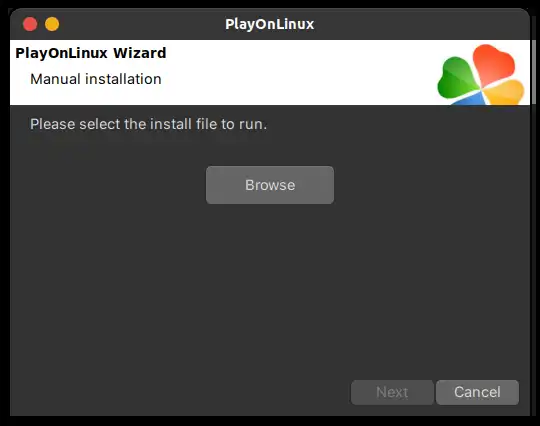 PlayOnLinux
PlayOnLinux Wizard
Manual installation
Please select the install file to run.
Browse
Next
Cancel